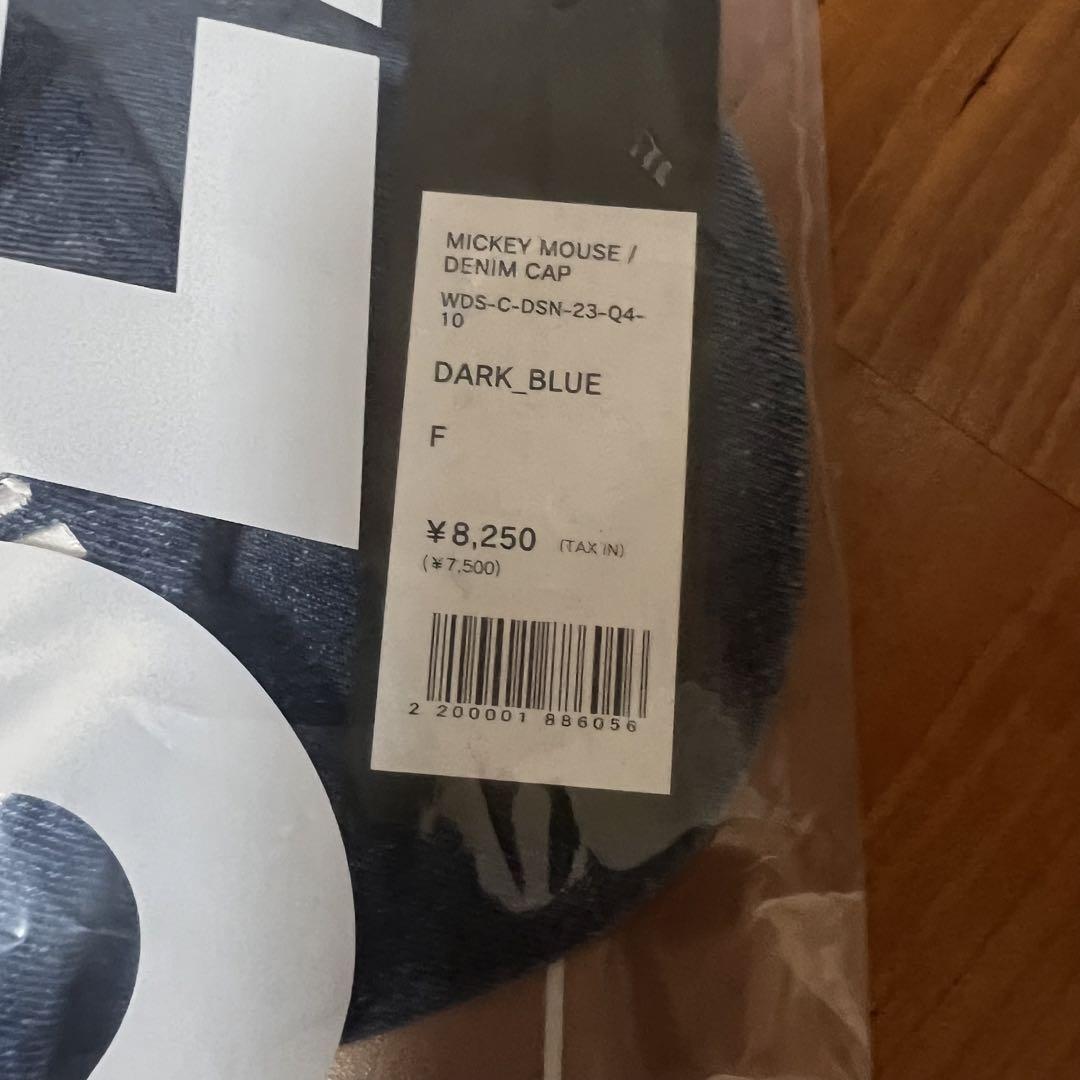 MICKEY MOUSE /
DENIM CAP
WDS-C-DSN-23-Q4-
10
DARK_BLUE
F
¥8,250 (TAX IN)
(¥7,500)
2 200001 886056